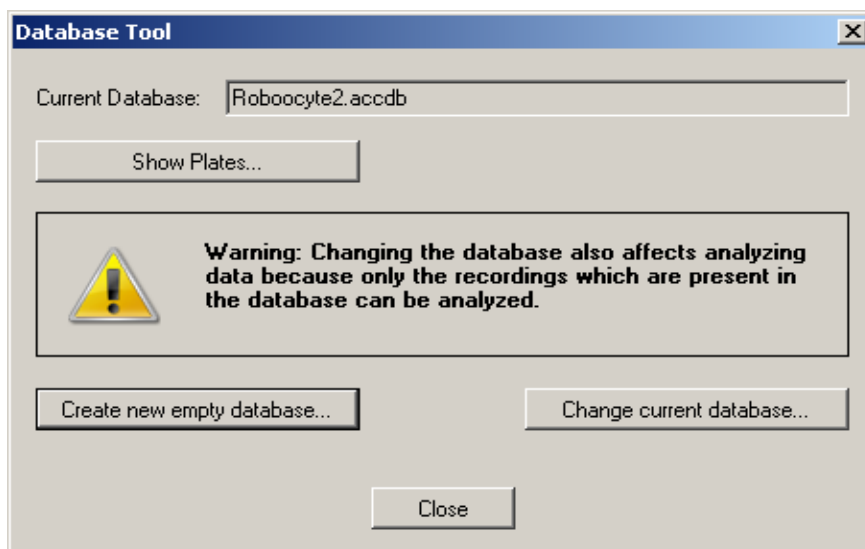 Database Tool
Current Database: Roboocyte2.accdb
Show Plates...
Warning: Changing the database also affects analyzing
data because only the recordings which are present in
the database can be analyzed.
Create new empty database... Change current database...
Close